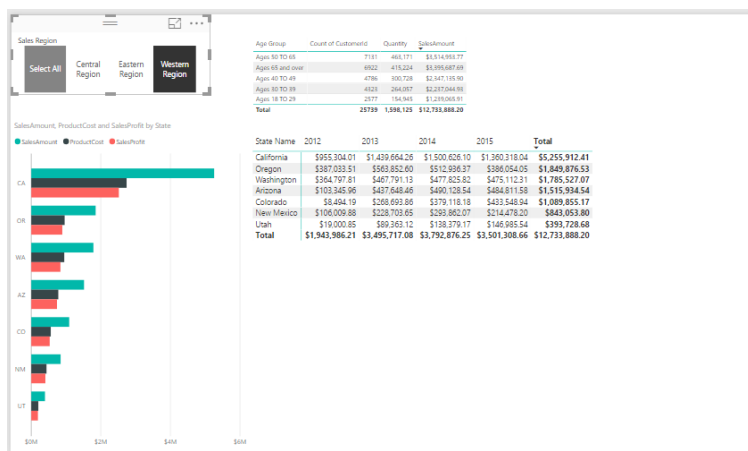 Sales Region
Select All
Central Region
Eastern Region
Western Region
Age Group Count of CustomerId Quantity SalesAmount
Ages 50 TO 65 7131 463,171 $3,514,953.77
Ages 65 and over 6922 415,224 $3,395,687.69
Ages 40 TO 49 4786 300,728 $2,347,135.90
Ages 30 TO 39 4323 264,057 $2,237,044.93
Ages 18 TO 29 2577 154,945 $1,239,065.91
Total 25739 1,598,125 $12,733,888.20
SalesAmount, ProductCost and SalesProfit by State
SalesAmount ProductCost SalesProfit
CA
OR
WA
AZ
CO
NM
UT
$0M $2M $4M $6M
State Name 2012 2013 2014 2015 Total
California $955,304.01 $1,439,664.26 $1,500,626.10 $1,360,318.04 $5,255,912.41
Oregon $387,033.51 $563,852.60 $512,936.37 $386,054.05 $1,849,876.53
Washington $364,797.81 $467,791.13 $477,825.82 $475,112.31 $1,785,527.07
Arizona $103,345.96 $437,648.46 $490,128.54 $484,811.58 $1,515,934.54
Colorado $8,494.19 $268,693.86 $379,118.18 $433,548.94 $1,089,855.17
New Mexico $106,009.88 $228,703.65 $293,862.07 $214,478.20 $843,053.80
Utah $19,000.85 $89,363.12 $138,379.17 $146,985.54 $393,728.68
Total $1,943,986.21 $3,495,717.08 $3,792,876.25 $3,501,308.66 $12,733,888.20